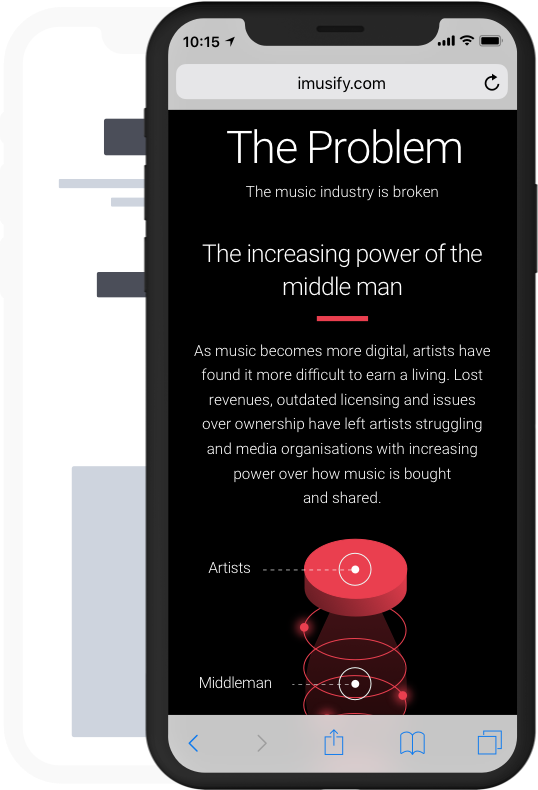 10:15
imusify.com
The Problem
The music industry is broken
The increasing power of the
middle man
As music becomes more digital, artists have
found it more difficult to earn a living. Lost
revenues, outdated licensing and issues
over ownership have left artists struggling
and media organisations with increasing
power over how music is bought
and shared.
Artists
Middleman